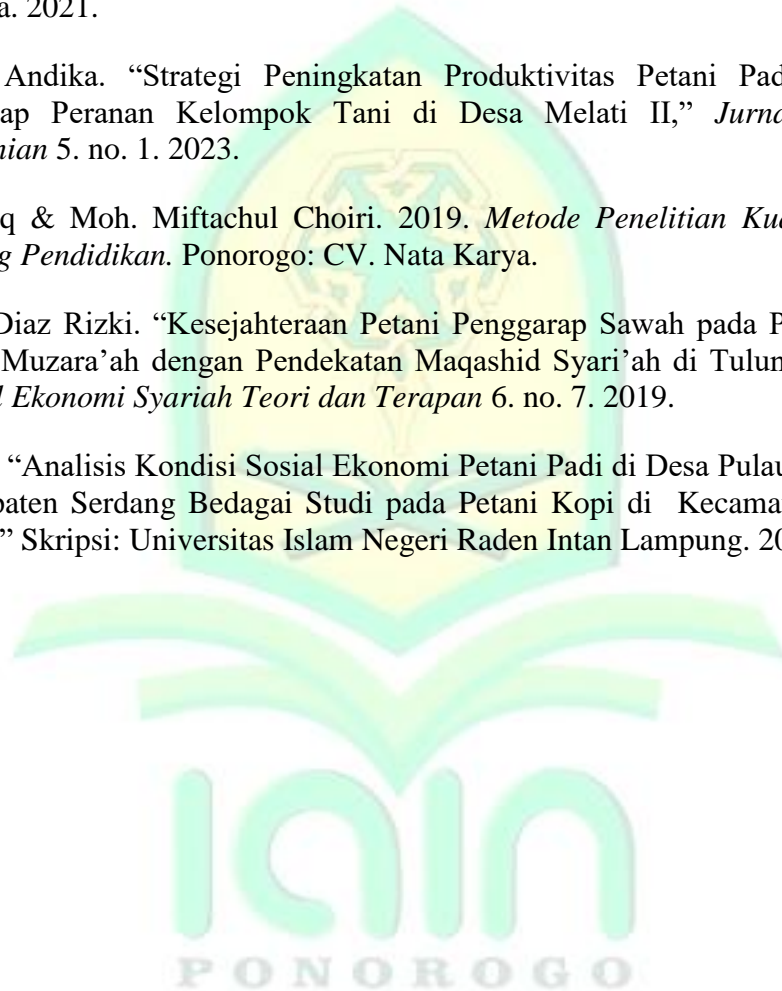 a. 2021.
Andika. “Strategi Peningkatan Produktivitas Petani Pad
ap Peranan Kelompok Tani di Desa Melati II,” Jurna
nian 5. no. 1. 2023.
q & Moh. Miftachul Choiri. 2019. Metode Penelitian Kua
g Pendidikan. Ponorogo: CV. Nata Karya.
Diaz Rizki. “Kesejahteraan Petani Penggarap Sawah pada P
Muzara’ah dengan Pendekatan Maqashid Syari’ah di Tulun
l Ekonomi Syariah Teori dan Terapan 6. no. 7. 2019.
“Analisis Kondisi Sosial Ekonomi Petani Padi di Desa Pulau
paten Serdang Bedagai Studi pada Petani Kopi di Kecama
” Skripsi: Universitas Islam Negeri Raden Intan Lampung. 20
iain
PONOROGO